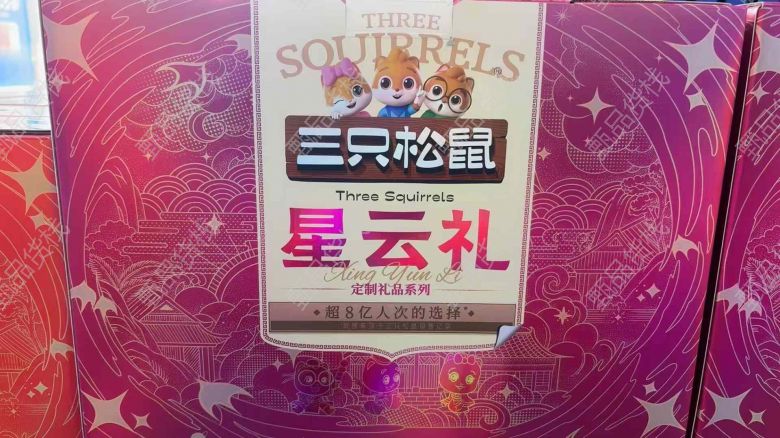 THREE
SQUIRRELS
三只松鼠
Three Squirrels
星云礼
Xing Yun Li
定制礼品系列
超8亿人次的选择*